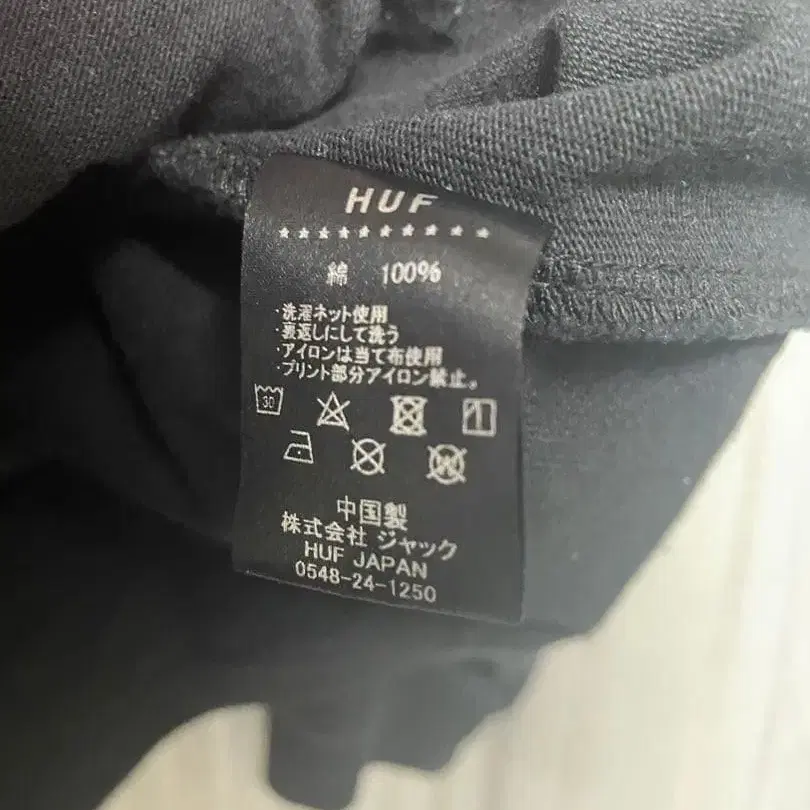 HUF
★★★★★★★★★★★
綿 100%
・洗濯ネット使用
・裏返しにして洗う
・アイロンは当て布使用
・プリント部分アイロン禁止。
30
W
中国製
株式会社 ジャック
HUF JAPAN
0548-24-1250